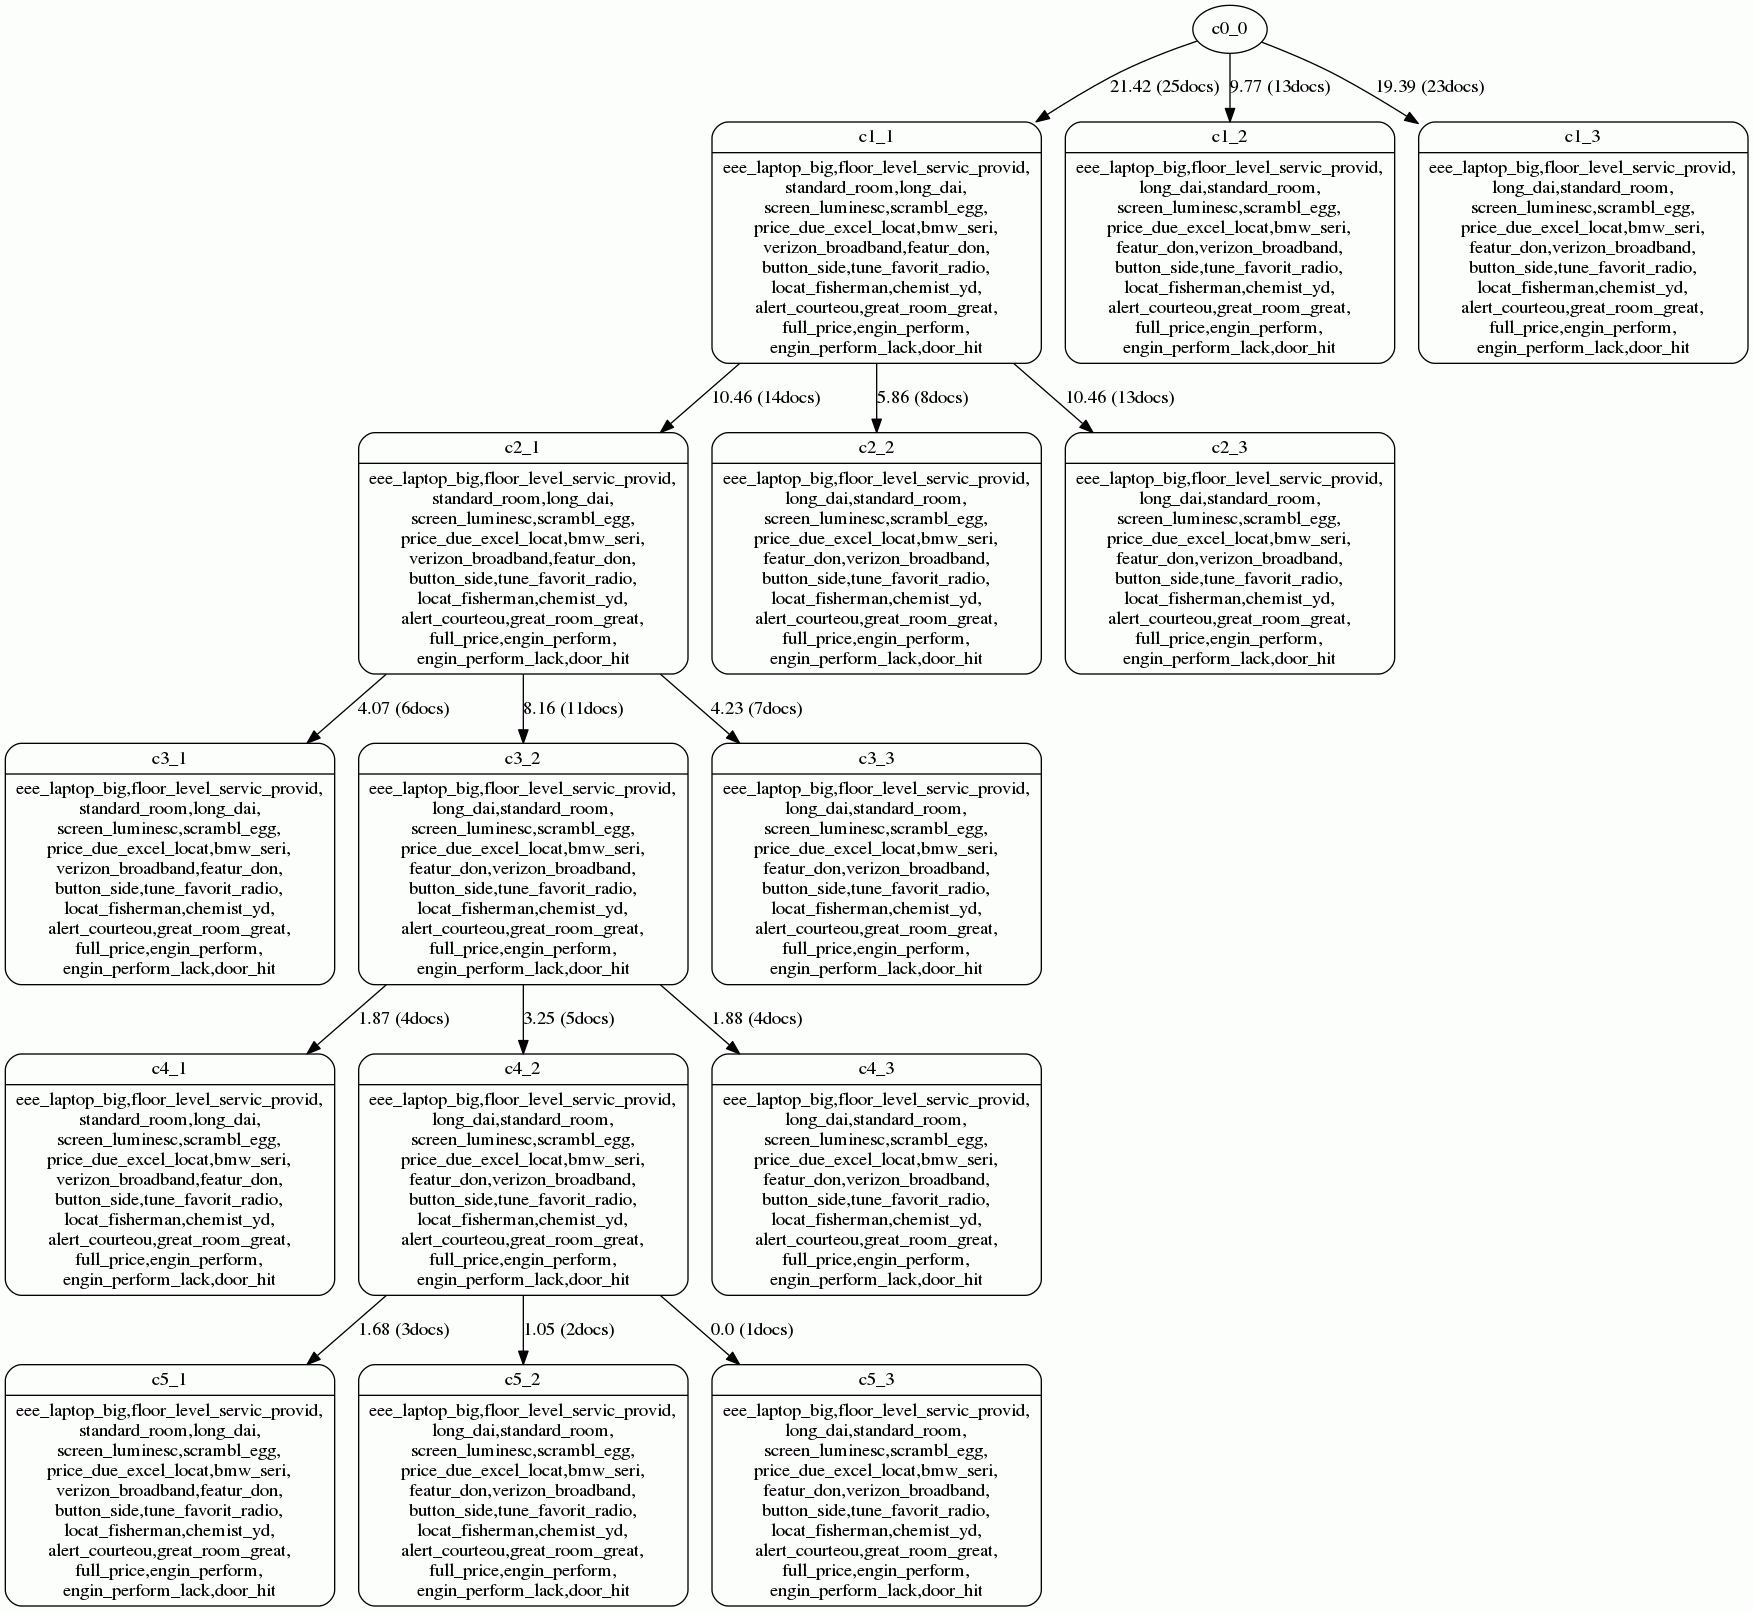 c0_0
21.42 (25docs)
9.77 (13docs)
19.39 (23docs)
c1_1
eee_laptop_big,floor_level_servic_provid,
standard_room,long_dai,
screen_luminesc,scrambl_egg,
price_due_excel_locat,bmw_seri,
verizon_broadband,featur_don,
button_side,tune_favorit_radio,
locat_fisherman,chemist_yd,
alert_courteou,great_room_great,
full_price,engin_perform,
engin_perform_lack,door_hit
c1_2
eee_laptop_big,floor_level_servic_provid,
long_dai,standard_room,
screen_luminesc,scrambl_egg,
price_due_excel_locat,bmw_seri,
featur_don,verizon_broadband,
button_side,tune_favorit_radio,
locat_fisherman,chemist_yd,
alert_courteou,great_room_great,
full_price,engin_perform,
engin_perform_lack,door_hit
c1_3
eee_laptop_big,floor_level_servic_provid,
long_dai,standard_room,
screen_luminesc,scrambl_egg,
price_due_excel_locat,bmw_seri,
featur_don,verizon_broadband,
button_side,tune_favorit_radio,
locat_fisherman,chemist_yd,
alert_courteou,great_room_great,
full_price,engin_perform,
engin_perform_lack,door_hit
10.46 (14docs)
5.86 (8docs)
10.46 (13docs)
c2_1
eee_laptop_big,floor_level_servic_provid,
standard_room,long_dai,
screen_luminesc,scrambl_egg,
price_due_excel_locat,bmw_seri,
verizon_broadband,featur_don,
button_side,tune_favorit_radio,
locat_fisherman,chemist_yd,
alert_courteou,great_room_great,
full_price,engin_perform,
engin_perform_lack,door_hit
c2_2
eee_laptop_big,floor_level_servic_provid,
long_dai,standard_room,
screen_luminesc,scrambl_egg,
price_due_excel_locat,bmw_seri,
featur_don,verizon_broadband,
button_side,tune_favorit_radio,
locat_fisherman,chemist_yd,
alert_courteou,great_room_great,
full_price,engin_perform,
engin_perform_lack,door_hit
c2_3
eee_laptop_big,floor_level_servic_provid,
long_dai,standard_room,
screen_luminesc,scrambl_egg,
price_due_excel_locat,bmw_seri,
featur_don,verizon_broadband,
button_side,tune_favorit_radio,
locat_fisherman,chemist_yd,
alert_courteou,great_room_great,
full_price,engin_perform,
engin_perform_lack,door_hit
4.07 (6docs)
8.16 (11docs)
4.23 (7docs)
c3_1
eee_laptop_big,floor_level_servic_provid,
standard_room,long_dai,
screen_luminesc,scrambl_egg,
price_due_excel_locat,bmw_seri,
verizon_broadband,featur_don,
button_side,tune_favorit_radio,
locat_fisherman,chemist_yd,
alert_courteou,great_room_great,
full_price,engin_perform,
engin_perform_lack,door_hit
c3_2
eee_laptop_big,floor_level_servic_provid,
long_dai,standard_room,
screen_luminesc,scrambl_egg,
price_due_excel_locat,bmw_seri,
featur_don,verizon_broadband,
button_side,tune_favorit_radio,
locat_fisherman,chemist_yd,
alert_courteou,great_room_great,
full_price,engin_perform,
engin_perform_lack,door_hit
c3_3
eee_laptop_big,floor_level_servic_provid,
long_dai,standard_room,
screen_luminesc,scrambl_egg,
price_due_excel_locat,bmw_seri,
featur_don,verizon_broadband,
button_side,tune_favorit_radio,
locat_fisherman,chemist_yd,
alert_courteou,great_room_great,
full_price,engin_perform,
engin_perform_lack,door_hit
1.87 (4docs)
3.25 (5docs)
1.88 (4docs)
c4_1
eee_laptop_big,floor_level_servic_provid,
standard_room,long_dai,
screen_luminesc,scrambl_egg,
price_due_excel_locat,bmw_seri,
verizon_broadband,featur_don,
button_side,tune_favorit_radio,
locat_fisherman,chemist_yd,
alert_courteou,great_room_great,
full_price,engin_perform,
engin_perform_lack,door_hit
c4_2
eee_laptop_big,floor_level_servic_provid,
long_dai,standard_room,
screen_luminesc,scrambl_egg,
price_due_excel_locat,bmw_seri,
featur_don,verizon_broadband,
button_side,tune_favorit_radio,
locat_fisherman,chemist_yd,
alert_courteou,great_room_great,
full_price,engin_perform,
engin_perform_lack,door_hit
c4_3
eee_laptop_big,floor_level_servic_provid,
long_dai,standard_room,
screen_luminesc,scrambl_egg,
price_due_excel_locat,bmw_seri,
featur_don,verizon_broadband,
button_side,tune_favorit_radio,
locat_fisherman,chemist_yd,
alert_courteou,great_room_great,
full_price,engin_perform,
engin_perform_lack,door_hit
1.68 (3docs)
1.05 (2docs)
0.0 (1docs)
c5_1
eee_laptop_big,floor_level_servic_provid,
standard_room,long_dai,
screen_luminesc,scrambl_egg,
price_due_excel_locat,bmw_seri,
verizon_broadband,featur_don,
button_side,tune_favorit_radio,
locat_fisherman,chemist_yd,
alert_courteou,great_room_great,
full_price,engin_perform,
engin_perform_lack,door_hit
c5_2
eee_laptop_big,floor_level_servic_provid,
long_dai,standard_room,
screen_luminesc,scrambl_egg,
price_due_excel_locat,bmw_seri,
featur_don,verizon_broadband,
button_side,tune_favorit_radio,
locat_fisherman,chemist_yd,
alert_courteou,great_room_great,
full_price,engin_perform,
engin_perform_lack,door_hit
c5_3
eee_laptop_big,floor_level_servic_provid,
long_dai,standard_room,
screen_luminesc,scrambl_egg,
price_due_excel_locat,bmw_seri,
featur_don,verizon_broadband,
button_side,tune_favorit_radio,
locat_fisherman,chemist_yd,
alert_courteou,great_room_great,
full_price,engin_perform,
engin_perform_lack,door_hit